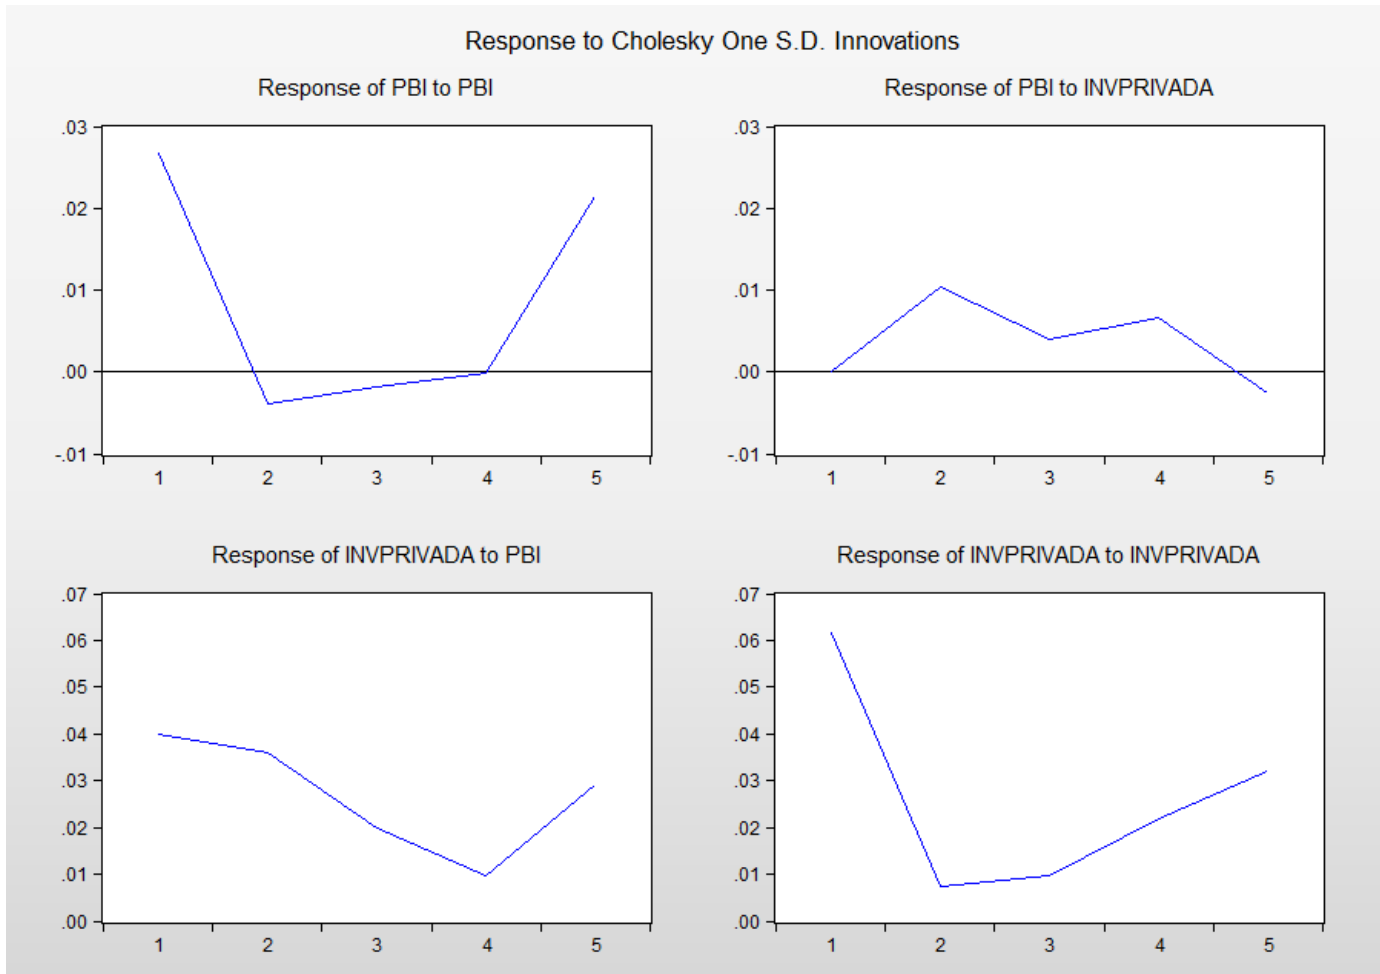 Response to Cholesky One S.D. Innovations
Response of PBI to PBI
.03
.02
.01
.00
-.01
1 2 3 4 5
Response of PBI to INVPRIVADA
.03
.02
.01
.00
-.01
1 2 3 4 5
Response of INVPRIVADA to PBI
.07
.06
.05
.04
.03
.02
.01
.00
1 2 3 4 5
Response of INVPRIVADA to INVPRIVADA
.07
.06
.05
.04
.03
.02
.01
.00
1 2 3 4 5